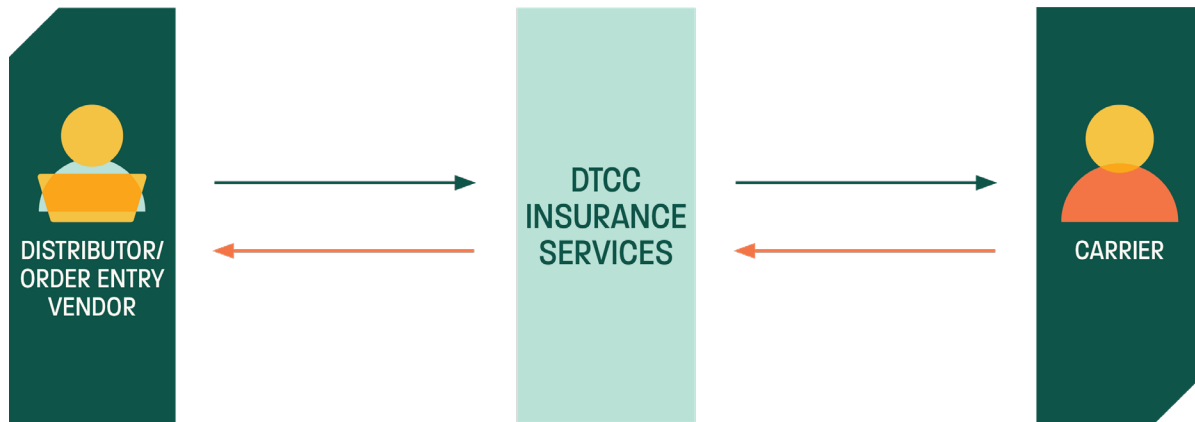 DISTRIBUTOR/
ORDER ENTRY
VENDOR
DTCC
INSURANCE
SERVICES
CARRIER